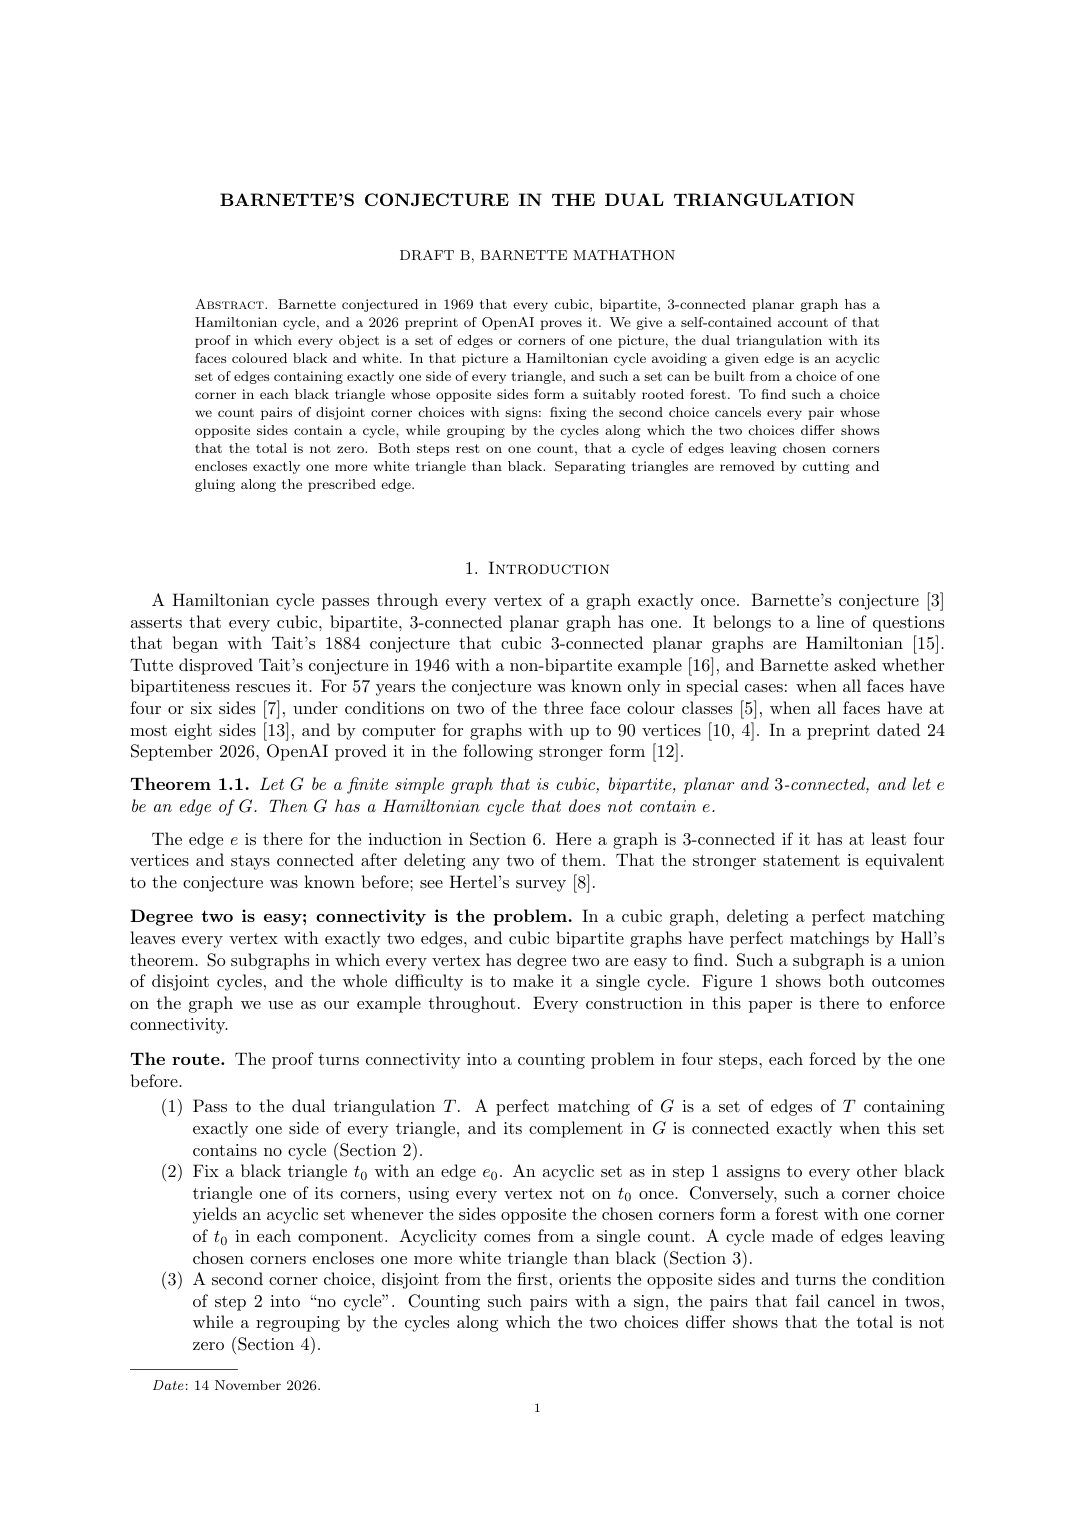 BARNETTE'S CONJECTURE IN THE DUAL TRIANGULATION
DRAFT B, BARNETTE MATHATHON
ABSTRACT. Barnette conjectured in 1969 that every cubic, bipartite, 3-connected planar graph has a
Hamiltonian cycle, and a 2026 preprint of OpenAI proves it. We give a self-contained account of that
proof in which every object is a set of edges or corners of one picture, the dual triangulation with its
faces coloured black and white. In that picture a Hamiltonian cycle avoiding a given edge is an acyclic
set of edges containing exactly one side of every triangle, and such a set can be built from a choice of one
corner in each black triangle whose opposite sides form a suitably rooted forest. To find such a choice
we count pairs of disjoint corner choices with signs: fixing the second choice cancels every pair whose
opposite sides contain a cycle, while grouping by the cycles along which the two choices differ shows
that the total is not zero. Both steps rest on one count, that a cycle of edges leaving chosen corners
encloses exactly one more white triangle than black. Separating triangles are removed by cutting and
gluing along the prescribed edge.
1. INTRODUCTION
A Hamiltonian cycle passes through every vertex of a graph exactly once. Barnette's conjecture [3]
asserts that every cubic, bipartite, 3-connected planar graph has one. It belongs to a line of questions
that began with Tait's 1884 conjecture that cubic 3-connected planar graphs are Hamiltonian [15].
Tutte disproved Tait's conjecture in 1946 with a non-bipartite example [16], and Barnette asked whether
bipartiteness rescues it. For 57 years the conjecture was known only in special cases: when all faces have
four or six sides [7], under conditions on two of the three face colour classes [5], when all faces have at
most eight sides [13], and by computer for graphs with up to 90 vertices [10, 4]. In a preprint dated 24
September 2026, OpenAI proved it in the following stronger form [12].
Theorem 1.1. Let G be a finite simple graph that is cubic, bipartite, planar and 3-connected, and let e
be an edge of G. Then G has a Hamiltonian cycle that does not contain e.
The edge e is there for the induction in Section 6. Here a graph is 3-connected if it has at least four
vertices and stays connected after deleting any two of them. That the stronger statement is equivalent
to the conjecture was known before; see Hertel's survey [8].
Degree two is easy; connectivity is the problem. In a cubic graph, deleting a perfect matching
leaves every vertex with exactly two edges, and cubic bipartite graphs have perfect matchings by Hall's
theorem. So subgraphs in which every vertex has degree two are easy to find. Such a subgraph is a union
of disjoint cycles, and the whole difficulty is to make it a single cycle. Figure 1 shows both outcomes
on the graph we use as our example throughout. Every construction in this paper is there to enforce
connectivity.
The route. The proof turns connectivity into a counting problem in four steps, each forced by the one
before.
(1) Pass to the dual triangulation T. A perfect matching of G is a set of edges of T containing
exactly one side of every triangle, and its complement in G is connected exactly when this set
contains no cycle (Section 2).
(2) Fix a black triangle t₀ with an edge e₀. An acyclic set as in step 1 assigns to every other black
triangle one of its corners, using every vertex not on t₀ once. Conversely, such a corner choice
yields an acyclic set whenever the sides opposite the chosen corners form a forest with one corner
of t₀ in each component. Acyclicity comes from a single count. A cycle made of edges leaving
chosen corners encloses one more white triangle than black (Section 3).
(3) A second corner choice, disjoint from the first, orients the opposite sides and turns the condition
of step 2 into “no cycle”. Counting such pairs with a sign, the pairs that fail cancel in twos,
while a regrouping by the cycles along which the two choices differ shows that the total is not
zero (Section 4).
Date: 14 November 2026.
1